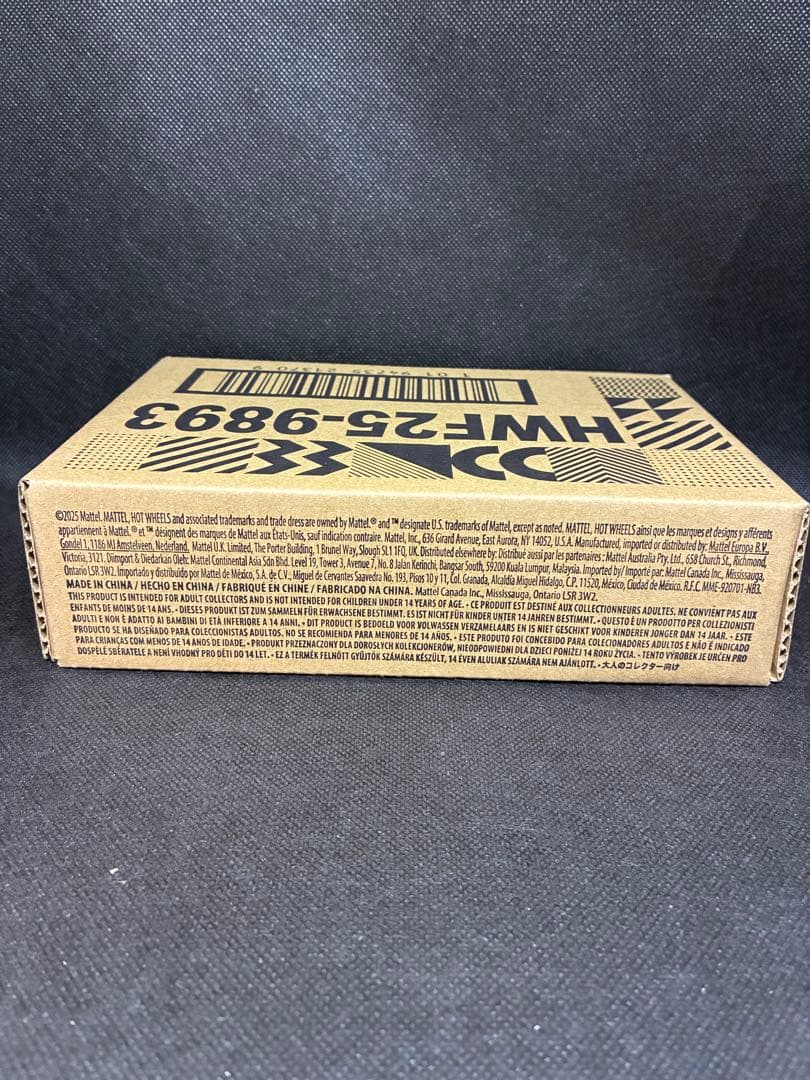 1 01 94735 21370 9
HWF25-9893
©2025 Mattel. MATTEL, HOT WHEELS and associated trademarks and trade dress are owned by Mattel.® and ™ designate U.S. trademarks of Mattel, except as noted. MATTEL, HOT WHEELS ainsi que les marques et designs y afférents
appartiennent à Mattel. ® et ™ désignent des marques de Mattel aux États-Unis, sauf indication contraire. Mattel, Inc., 636 Girard Avenue, East Aurora, NY 14052, U.S.A. Manufactured, imported or distributed by: Mattel Europa B.V.,
Gondel 1, 1186 MJ Amstelveen, Nederland. Mattel U.K. Limited, The Porter Building, 1 Brunel Way, Slough SL1 1FQ, UK. Distributed elsewhere by: Distribué aussi par les partenaires : Mattel Australia Pty. Ltd., 658 Church St., Richmond,
Victoria, 3121. Diimport & Diedarkan Oleh: Mattel Continental Asia Sdn Bhd. Level 19, Tower 3, Avenue 7, No. 8 Jalan Kerinchi, Bangsar South, 59200 Kuala Lumpur, Malaysia. Imported by/ Importé par: Mattel Canada Inc., Mississauga,
Ontario L5R 3W2. Importado y distribuido por Mattel de México, S.A. de C.V., Miguel de Cervantes Saavedra No. 193, Pisos 10 y 11, Col. Granada, Alcaldía Miguel Hidalgo, C.P. 11520, México, Ciudad de México. R.F.C. MME-920701-NB3.
MADE IN CHINA / HECHO EN CHINA / FABRIQUÉ EN CHINE / FABRICADO NA CHINA. Mattel Canada Inc., Mississauga, Ontario L5R 3W2.
THIS PRODUCT IS INTENDED FOR ADULT COLLECTORS AND IS NOT INTENDED FOR CHILDREN UNDER 14 YEARS OF AGE. • CE PRODUIT EST DESTINÉ AUX COLLECTIONNEURS ADULTES. NE CONVIENT PAS AUX
ENFANTS DE MOINS DE 14 ANS. • DIESES PRODUKT IST ZUM SAMMELN FÜR ERWACHSENE BESTIMMT. ES IST NICHT FÜR KINDER UNTER 14 JAHREN BESTIMMT. • QUESTO È UN PRODOTTO PER COLLEZIONISTI
ADULTI E NON È ADATTO AI BAMBINI DI ETÀ INFERIORE A 14 ANNI. • DIT PRODUCT IS BEDOELD VOOR VOLWASSEN VERZAMELAARS EN IS NIET GESCHIKT VOOR KINDEREN JONGER DAN 14 JAAR. • ESTE
PRODUCTO SE HA DISEÑADO PARA COLECCIONISTAS ADULTOS. NO SE RECOMIENDA PARA MENORES DE 14 AÑOS. • ESTE PRODUTO FOI CONCEBIDO PARA COLECIONADORES ADULTOS E NÃO É INDICADO
PARA CRIANÇAS COM MENOS DE 14 ANOS DE IDADE. • PRODUKT PRZEZNACZONY DLA DOROSŁYCH KOLEKCJONERÓW, NIEODPOWIEDNI DLA DZIECI PONIŻEJ 14 ROKU ŻYCIA. • TENTO VÝROBEK JE URČEN PRO
DOSPĚLÉ SBĚRATELE A NENÍ VHODNÝ PRO DĚTI DO 14 LET. • EZ A TERMÉK FELNŐTT GYŰJTŐK SZÁMÁRA KÉSZÜLT, 14 ÉVEN ALULIAK SZÁMÁRA NEM AJÁNLOTT. • 大人のコレクター向け